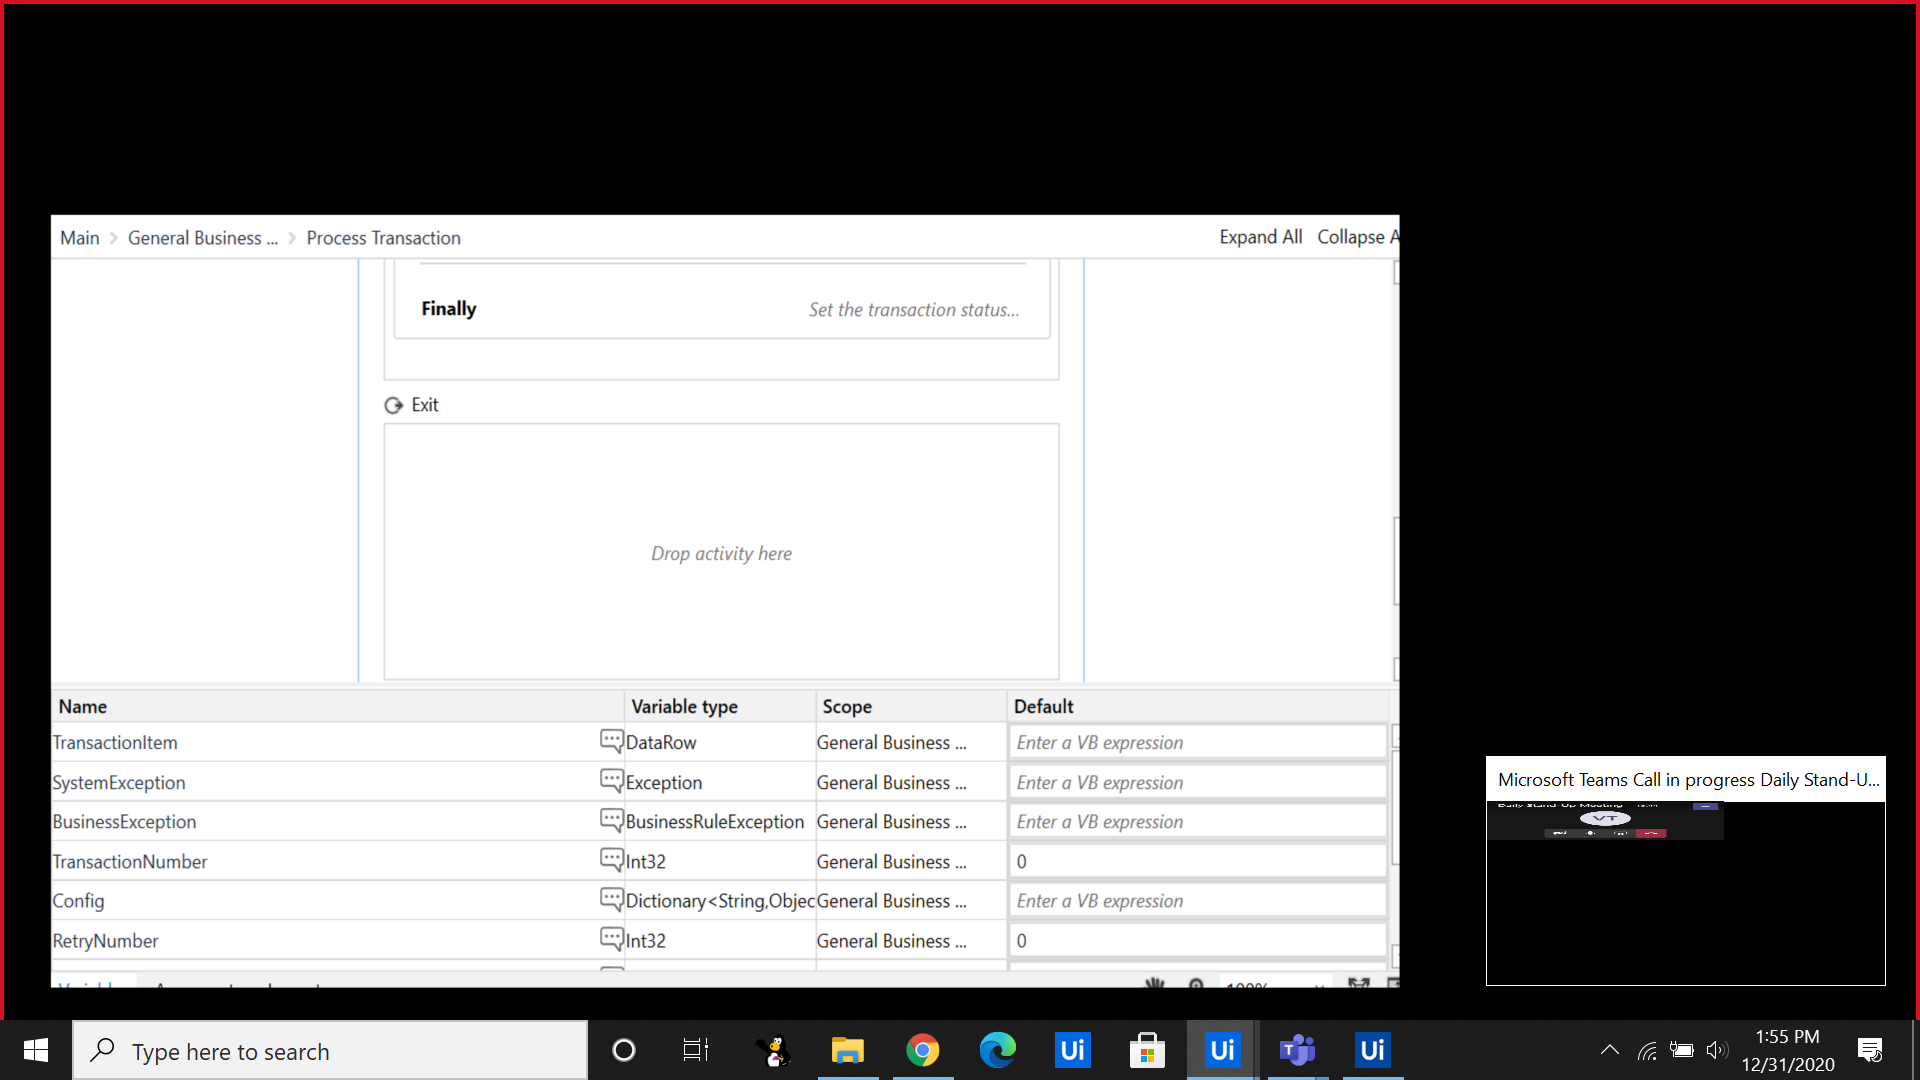 Main > General Business ... > Process Transaction
Expand All Collapse A
Finally
Set the transaction status...
Exit
Drop activity here
Name Variable type Scope Default
TransactionItem DataRow General Business ... Enter a VB expression
SystemException Exception General Business ... Enter a VB expression
BusinessException BusinessRuleException General Business ... Enter a VB expression
TransactionNumber Int32 General Business ... 0
Config Dictionary<String,Objec General Business ... Enter a VB expression
RetryNumber Int32 General Business ... 0
100%
Microsoft Teams Call in progress Daily Stand-U...
VT
Type here to search
Ui
Ui
T
Ui
1:55 PM
12/31/2020